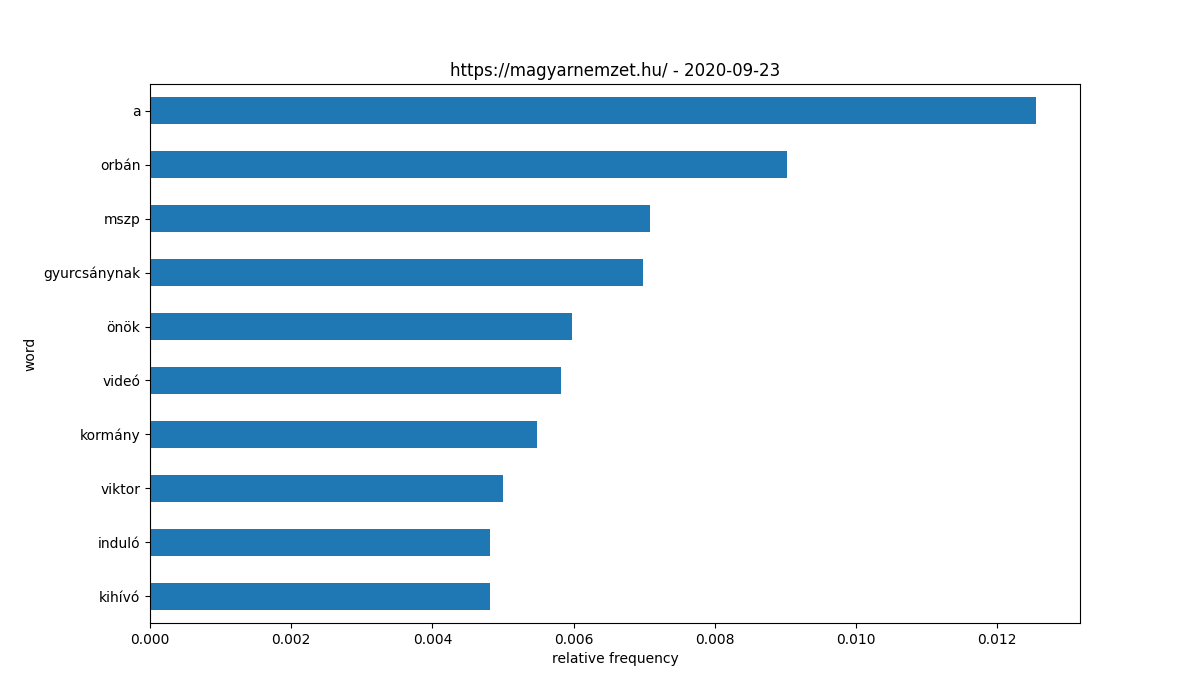 https://magyarnemzet.hu/ - 2020-09-23
a
orbán
mszp
gyurcsánynak
önök
videó
kormány
viktor
induló
kihívó
word
0.000 0.002 0.004 0.006 0.008 0.010 0.012
relative frequency